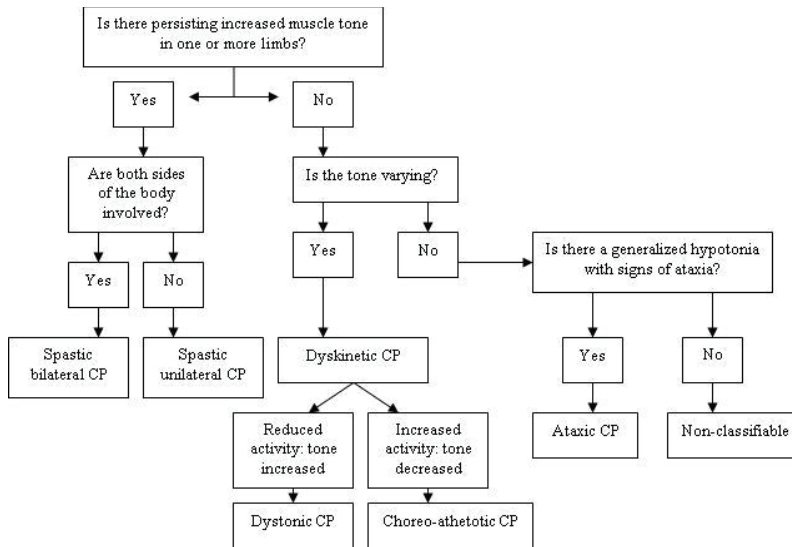 Is there persisting increased muscle tone
in one or more limbs?
Yes
No
Are both sides
of the body
involved?
Is the tone varying?
Yes
No
Yes
No
Is there a generalized hypotonia
with signs of ataxia?
Spastic
bilateral CP
Spastic
unilateral CP
Dyskinetic CP
Yes
No
Reduced
activity: tone
increased
Increased
activity: tone
decreased
Ataxic CP
Non-classifiable
Dystonic CP
Choreo-athetotic CP